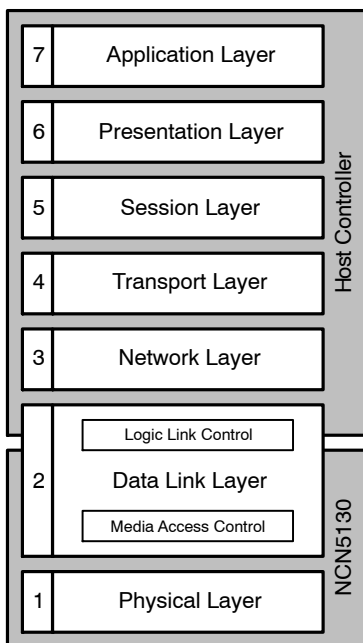 7 Application Layer
6 Presentation Layer
5 Session Layer
4 Transport Layer
3 Network Layer
Host Controller
Logic Link Control
2 Data Link Layer
Media Access Control
1 Physical Layer
NCN5130